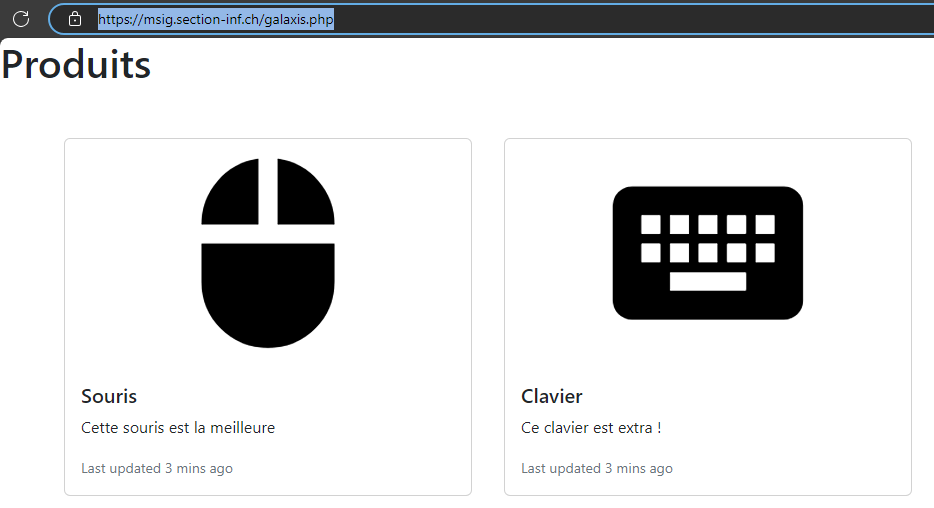 https://msig.section-inf.ch/galaxis.php
Produits
Souris
Cette souris est la meilleure
Last updated 3 mins ago
Clavier
Ce clavier est extra !
Last updated 3 mins ago